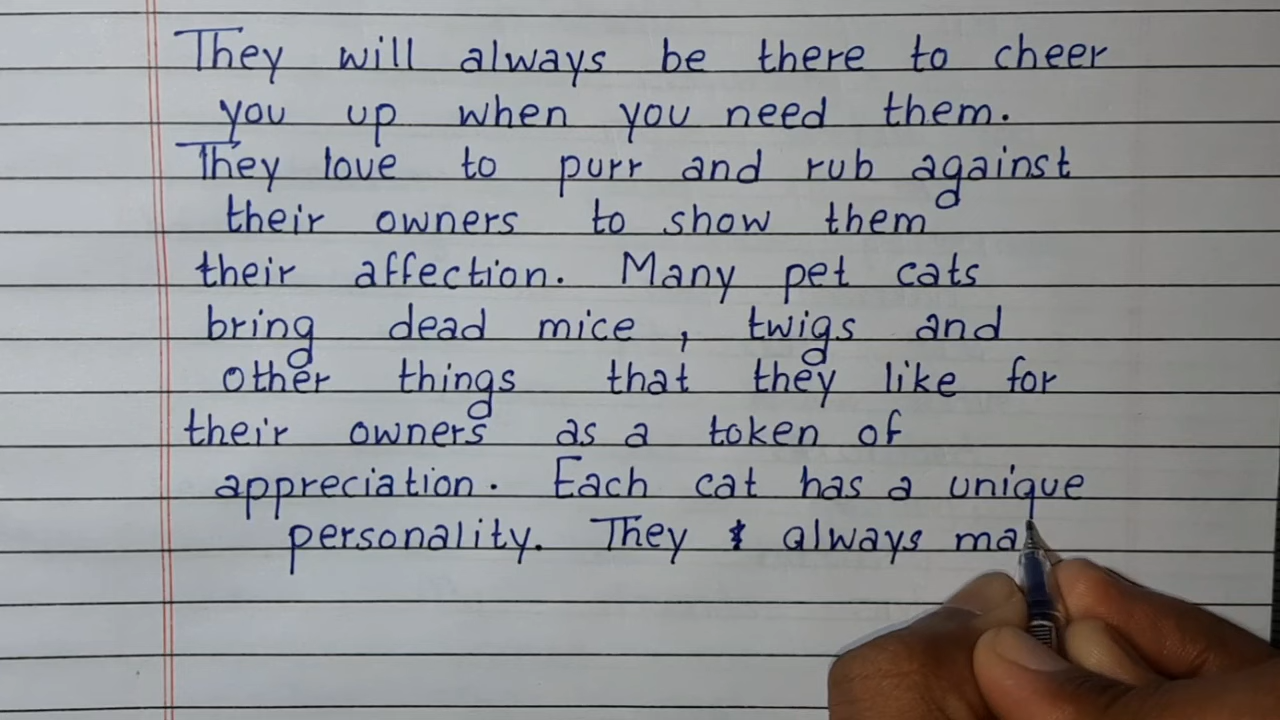 They will always be there to cheer
you up when you need them.
They love to purr and rub against
their owners to show them
their affection. Many pet cats
bring dead mice, twigs and
other things that they like for
their owners as a token of
appreciation. Each cat has a unique
personality. They always ma